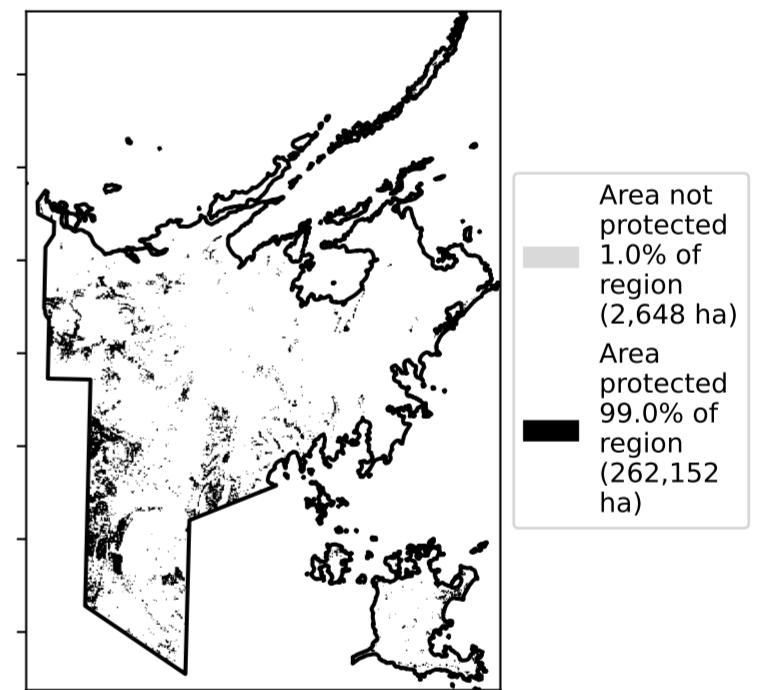 Area not
protected
1.0% of
region
(2,648 ha)
Area
protected
99.0% of
region
(262,152
ha)